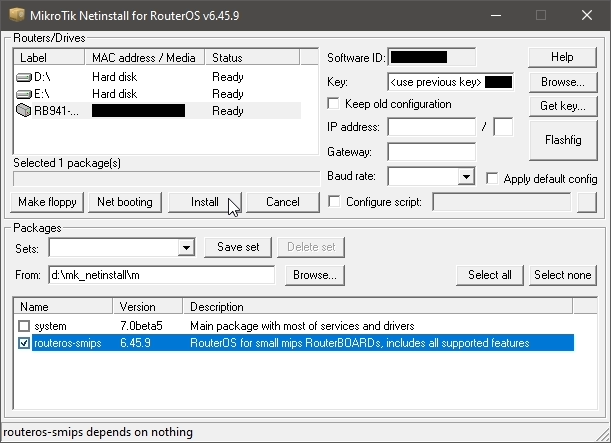 MikroTik Netinstall for RouterOS v6.45.9
Routers/Drives
Label MAC address / Media Status
D:\ Hard disk Ready
E:\ Hard disk Ready
RB941-... Ready
Selected 1 package(s)
Make floppy Net booting Install Cancel
Software ID:
Key: <use previous key>
Keep old configuration
IP address: /
Gateway:
Baud rate: Apply default config
Configure script:
Help
Browse...
Get key...
Flashfig
Packages
Sets: Save set Delete set
From: d:\mk_netinstall\m Browse... Select all Select none
Name Version Description
system 7.0beta5 Main package with most of services and drivers
routeros-smips 6.45.9 RouterOS for small mips RouterBOARDs, includes all supported features
routeros-smips depends on nothing